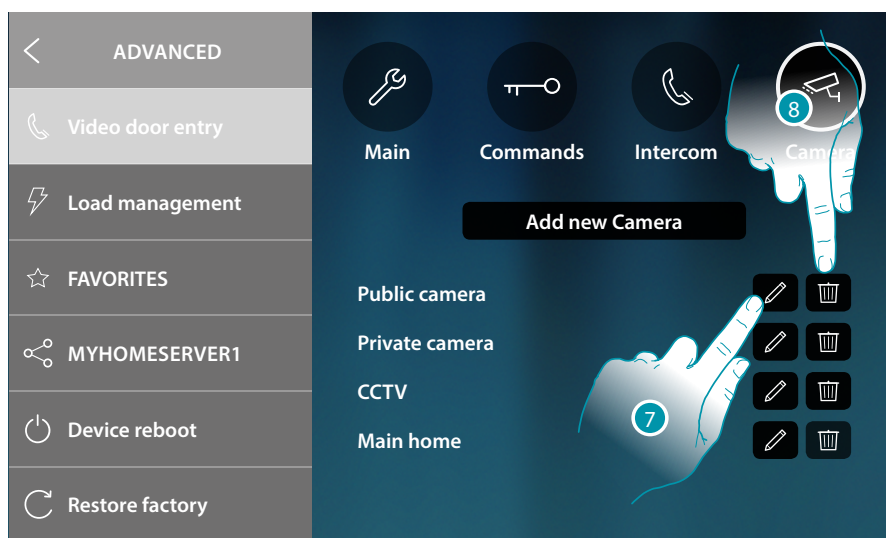 ADVANCED
Video door entry
Load management
FAVORITES
MYHOMESERVER1
Device reboot
Restore factory
Main
Commands
Intercom
Camera
8
Add new Camera
Public camera
Private camera
CCTV
Main home
7